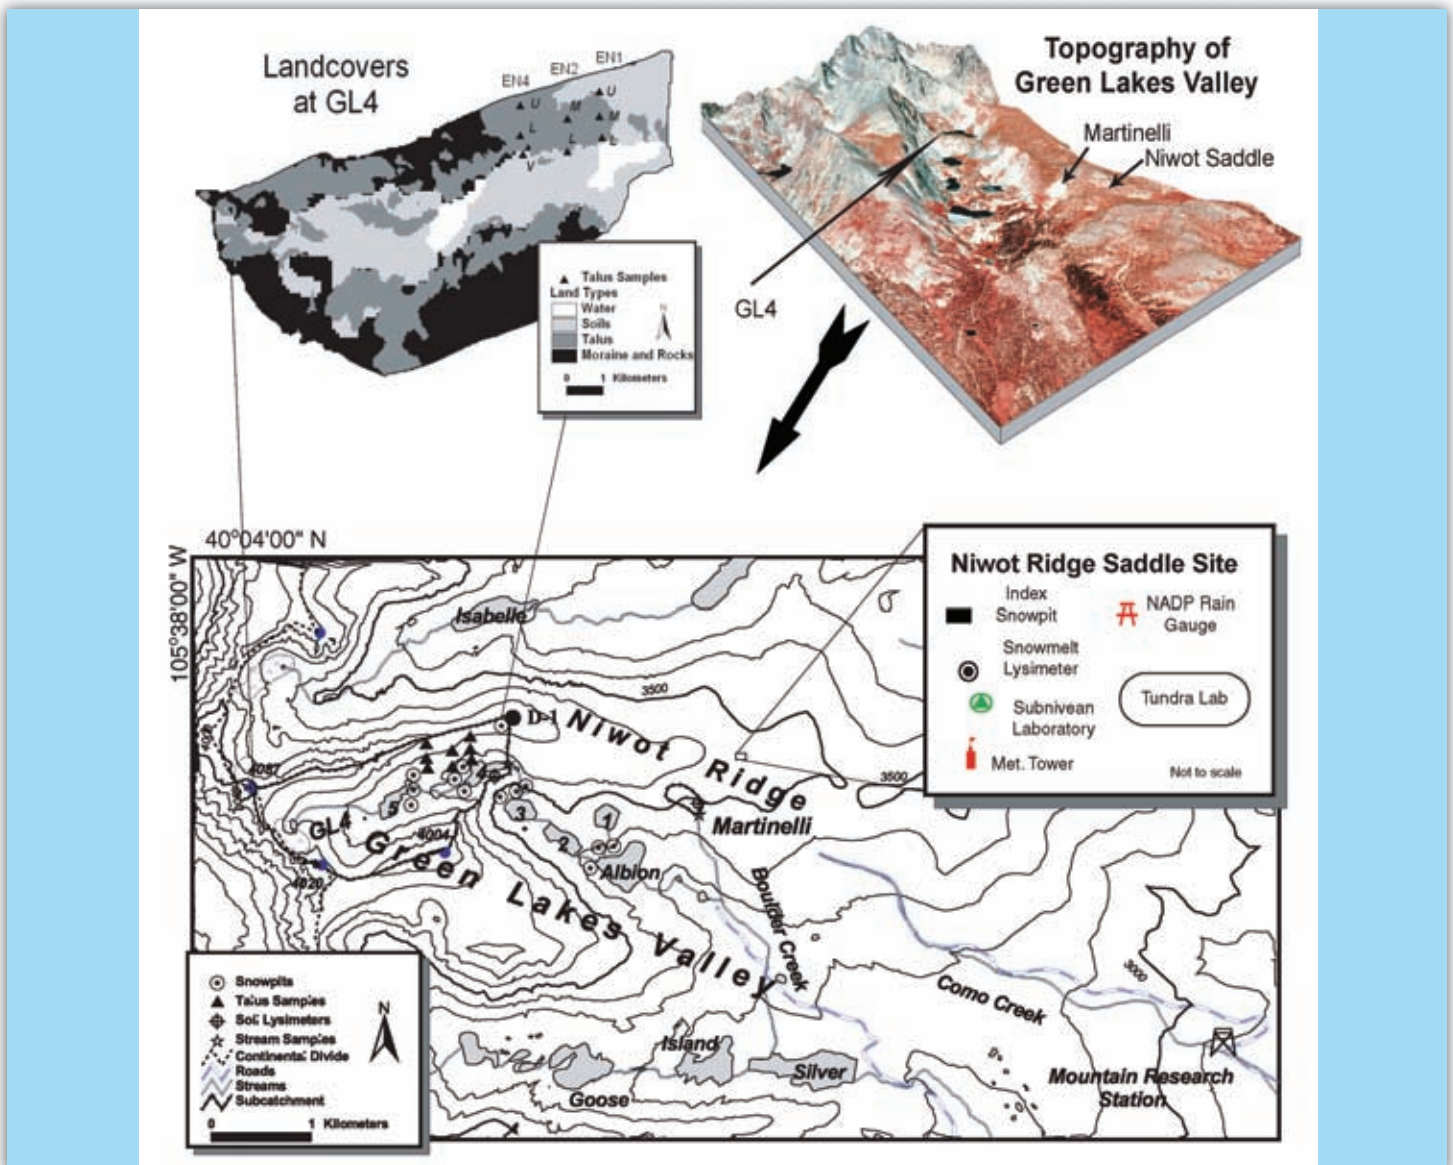 Landcovers
at GL4
EN4
EN2
EN1
U
U
M
M
L
L
L
V
Talus Samples
Land Types
Water
Soils
Talus
Moraine and Rocks
N
0 1 Kilometers
Topography of
Green Lakes Valley
Martinelli
Niwot Saddle
GL4
40°04'00" N
105°38'00" W
Isabelle
3500
D-1
Niwot Ridge
3500
4087
GL4
5
4
3
2
1
4004
4020
Green Lakes Valley
Martinelli
Albion
Boulder Creek
Como Creek
3000
Island
Silver
Goose
Mountain Research
Station
Niwot Ridge Saddle Site
Index
Snowpit
Snowmelt
Lysimeter
Subnivean
Laboratory
Met. Tower
NADP Rain
Gauge
Tundra Lab
Not to scale
Snowpits
Talus Samples
Soil Lysimeters
Stream Samples
Continental Divide
Roads
Streams
Subcatchment
N
0 1 Kilometers